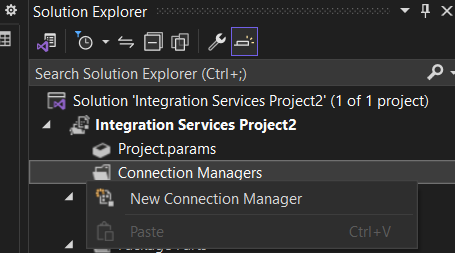 Solution Explorer
Search Solution Explorer (Ctrl+;)
Solution 'Integration Services Project2' (1 of 1 project)
Integration Services Project2
Project.params
Connection Managers
New Connection Manager
Paste Ctrl+V